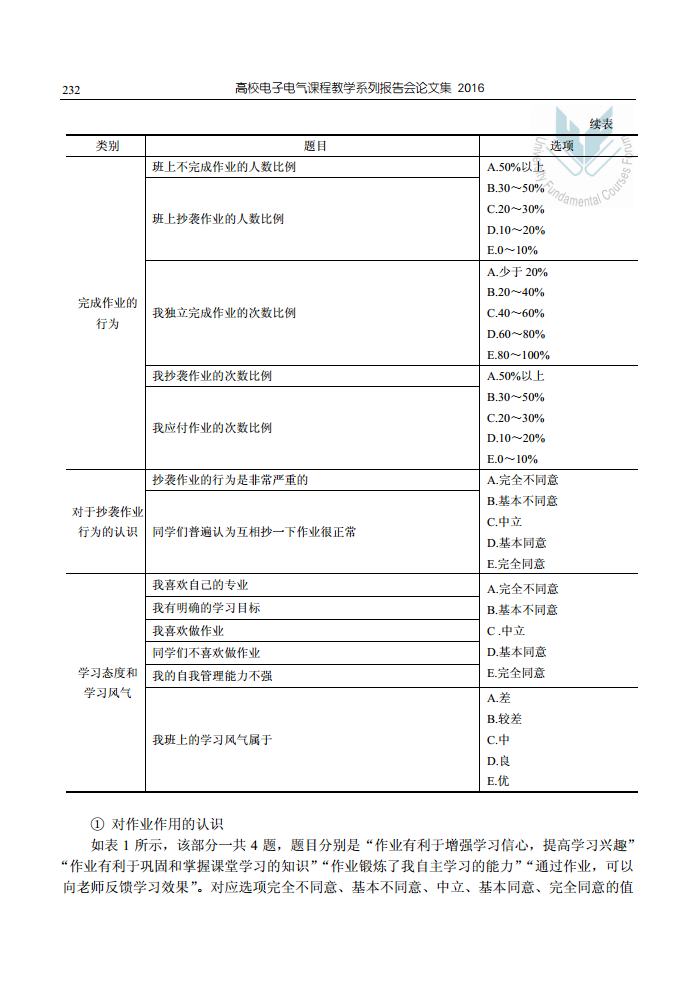 232
高校电子电气课程教学系列报告会论文集 2016
续表
University Fundamental Courses Forum
类别 题目 选项
完成作业的
行为
班上不完成作业的人数比例
班上抄袭作业的人数比例
A.50%以上
B.30～50%
C.20～30%
D.10～20%
E.0～10%
我独立完成作业的次数比例
A.少于 20%
B.20～40%
C.40～60%
D.60～80%
E.80～100%
我抄袭作业的次数比例
我应付作业的次数比例
A.50%以上
B.30～50%
C.20～30%
D.10～20%
E.0～10%
对于抄袭作业
行为的认识
抄袭作业的行为是非常严重的
同学们普遍认为互相抄一下作业很正常
A.完全不同意
B.基本不同意
C.中立
D.基本同意
E.完全同意
学习态度和
学习风气
我喜欢自己的专业
我有明确的学习目标
我喜欢做作业
同学们不喜欢做作业
我的自我管理能力不强
A.完全不同意
B.基本不同意
C .中立
D.基本同意
E.完全同意
我班上的学习风气属于
A.差
B.较差
C.中
D.良
E.优
① 对作业作用的认识
如表 1 所示，该部分一共 4 题，题目分别是“作业有利于增强学习信心，提高学习兴趣”
“作业有利于巩固和掌握课堂学习的知识”“作业锻炼了我自主学习的能力”“通过作业，可以
向老师反馈学习效果”。对应选项完全不同意、基本不同意、中立、基本同意、完全同意的值